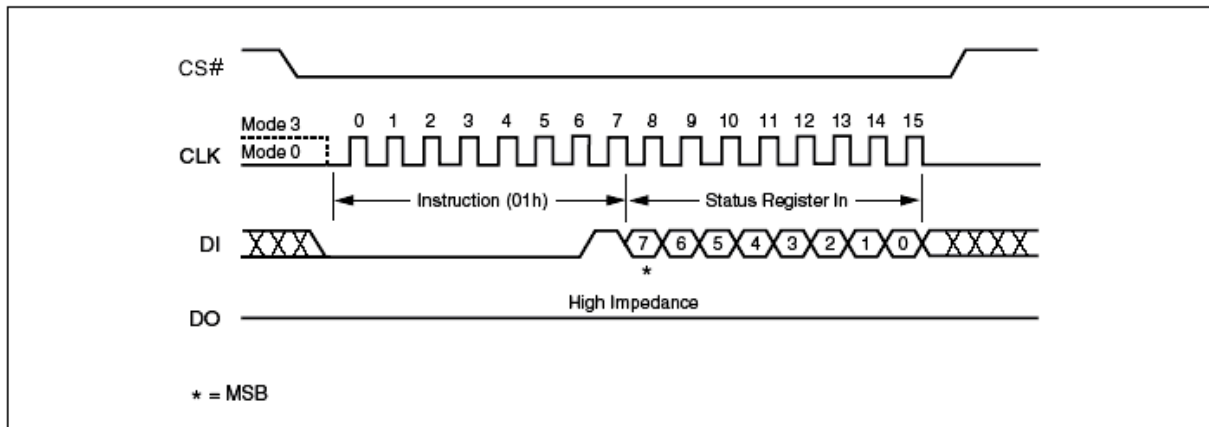 CS#
Mode 3
0 1 2 3 4 5 6 7 8 9 10 11 12 13 14 15
CLK
Mode 0
Instruction (01h)
Status Register In
DI
7 6 5 4 3 2 1 0
*
High Impedance
DO
* = MSB